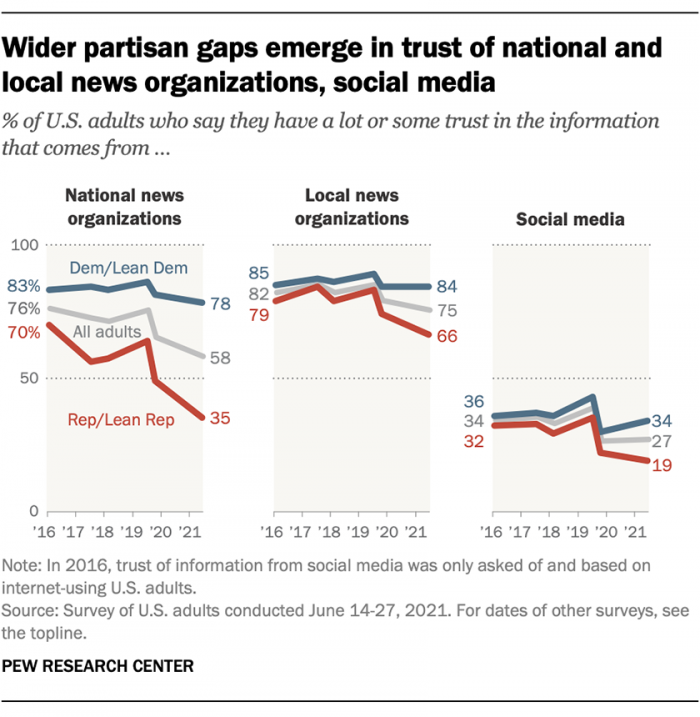 Wider partisan gaps emerge in trust of national and
local news organizations, social media
% of U.S. adults who say they have a lot or some trust in the information
that comes from ...
National news
organizations
100
83%
76%
70%
Dem/Lean Dem
All adults
Rep/Lean Rep
78
58
35
50
0
'16 '17 '18 '19 '20 '21
Local news
organizations
85
82
79
84
75
66
'16 '17 '18 '19 '20 '21
Social media
36
34
32
34
27
19
'16 '17 '18 '19 '20 '21
Note: In 2016, trust of information from social media was only asked of and based on
internet-using U.S. adults.
Source: Survey of U.S. adults conducted June 14-27, 2021. For dates of other surveys, see
the topline.
PEW RESEARCH CENTER